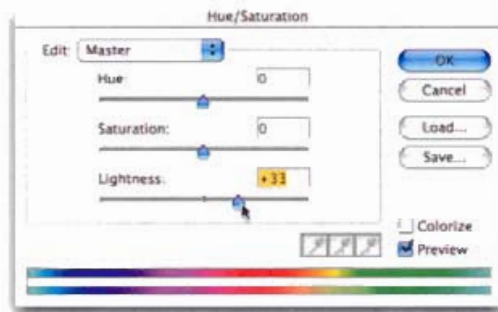 Hue/Saturation
Edit: Master
OK
Hue: 0
Cancel
Saturation: 0
Load...
Save...
Lightness: +33
Colorize
Preview